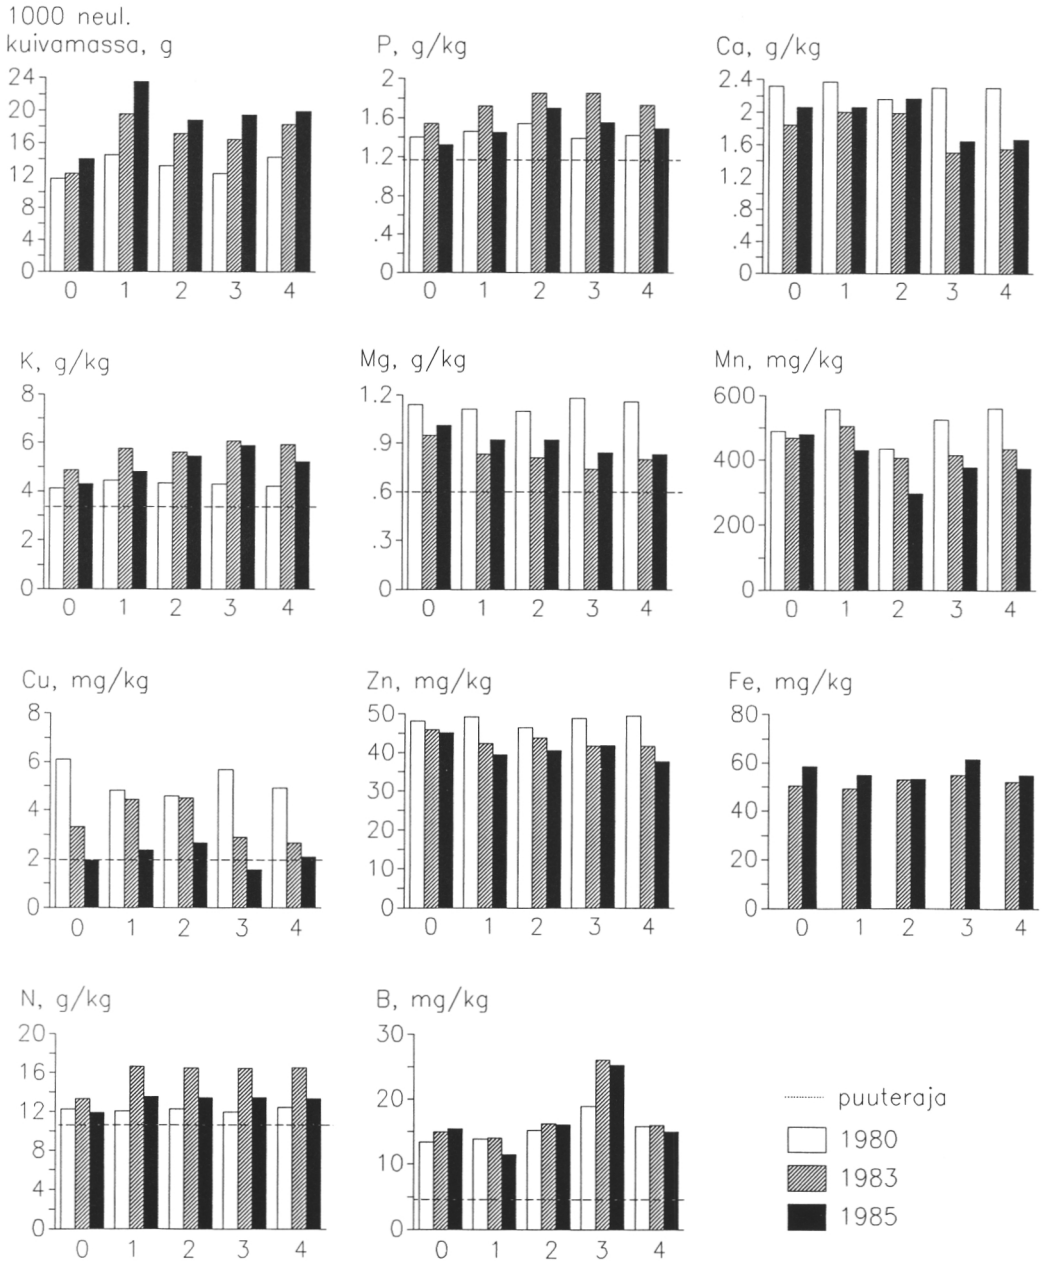 1000 neul.
kuivamassa, g
24
20
16
12
8
4
0
0 1 2 3 4
P, g/kg
2
1.6
1.2
.8
.4
0
0 1 2 3 4
Ca, g/kg
2.4
2
1.6
1.2
.8
.4
0
0 1 2 3 4
K, g/kg
8
6
4
2
0
0 1 2 3 4
Mg, g/kg
1.2
.9
.6
.3
0
0 1 2 3 4
Mn, mg/kg
600
400
200
0
0 1 2 3 4
Cu, mg/kg
8
6
4
2
0
0 1 2 3 4
Zn, mg/kg
50
40
30
20
10
0
0 1 2 3 4
Fe, mg/kg
80
60
40
20
0
0 1 2 3 4
N, g/kg
20
16
12
8
4
0
0 1 2 3 4
B, mg/kg
30
20
10
0
0 1 2 3 4
puuteraja
1980
1983
1985